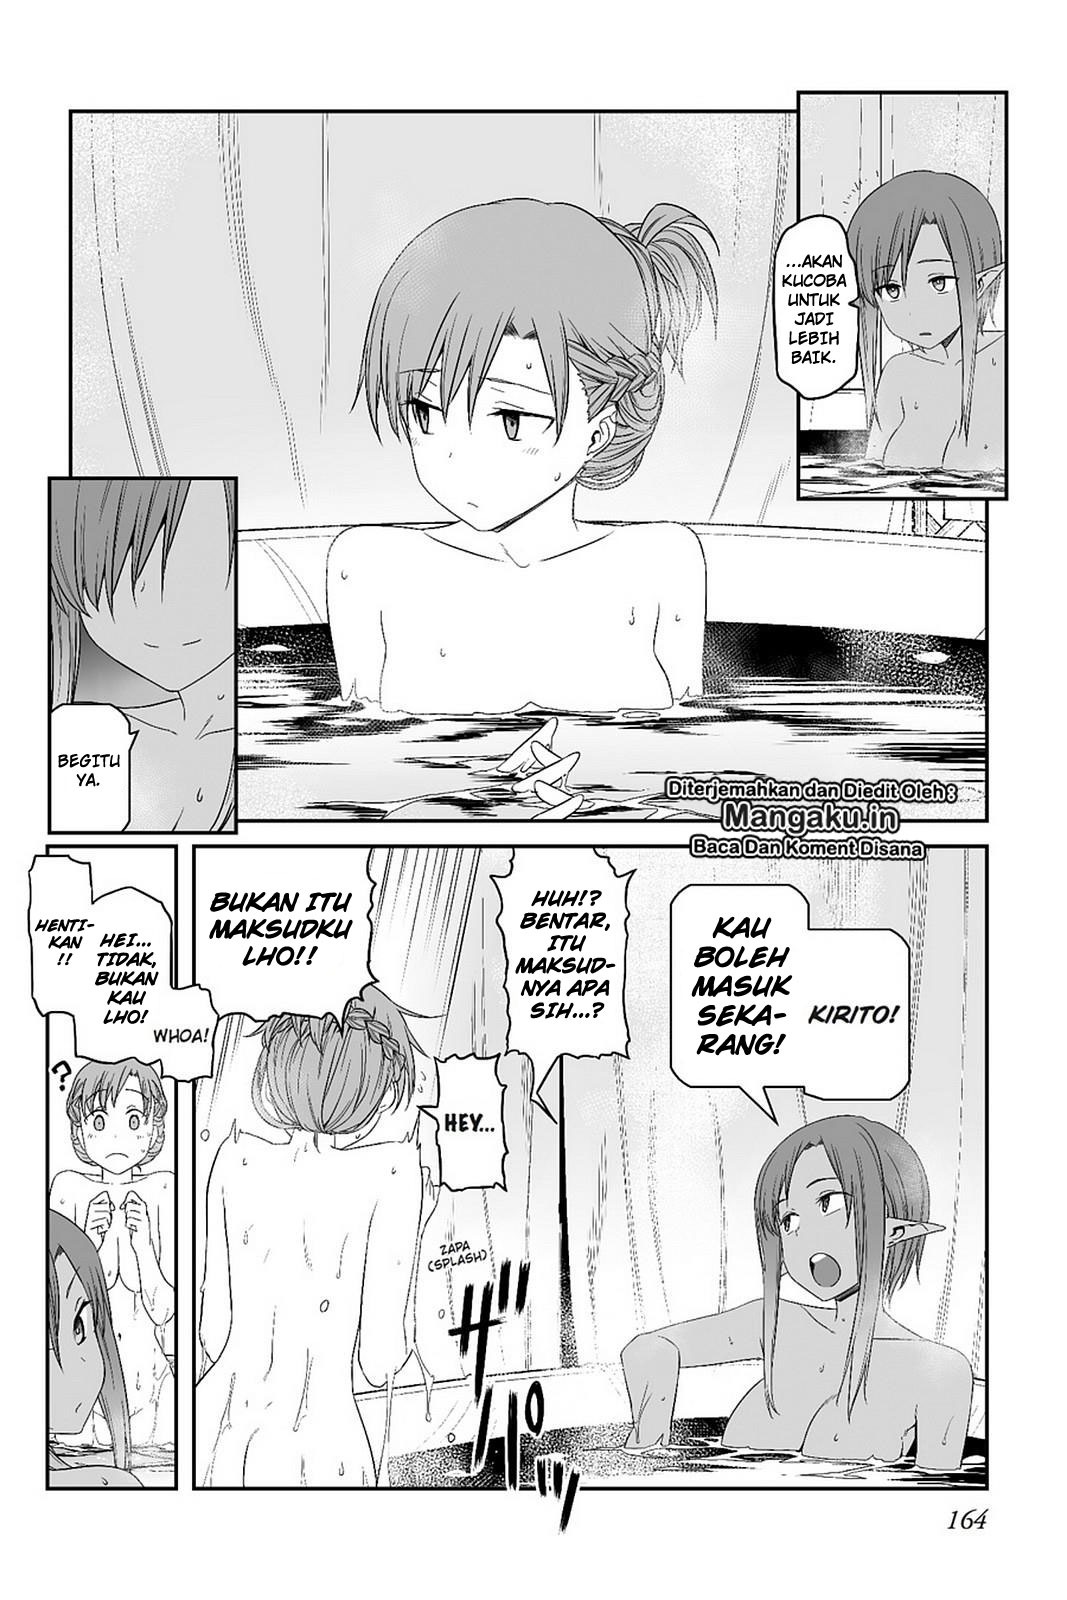 ...AKAN
KUCOBA
UNTUK
JADI
LEBIH
BAIK.
BEGITU
YA.
Diterjemahkan dan Diedit Oleh:
Mangaku.in
Baca Dan Koment Disana
KIRITO!
KAU
BOLEH
MASUK
SEKA-
RANG!
HUH!?
BENTAR,
ITU
MAKSUD-
NYA APA
SIH...?
HEY...
BUKAN ITU
MAKSUDKU
LHO!!
ZAPA
(SPLASH)
ザパッ
HEI...
TIDAK,
BUKAN
KAU
LHO!
HENTI-
KAN
!!
WHOA!
?
164